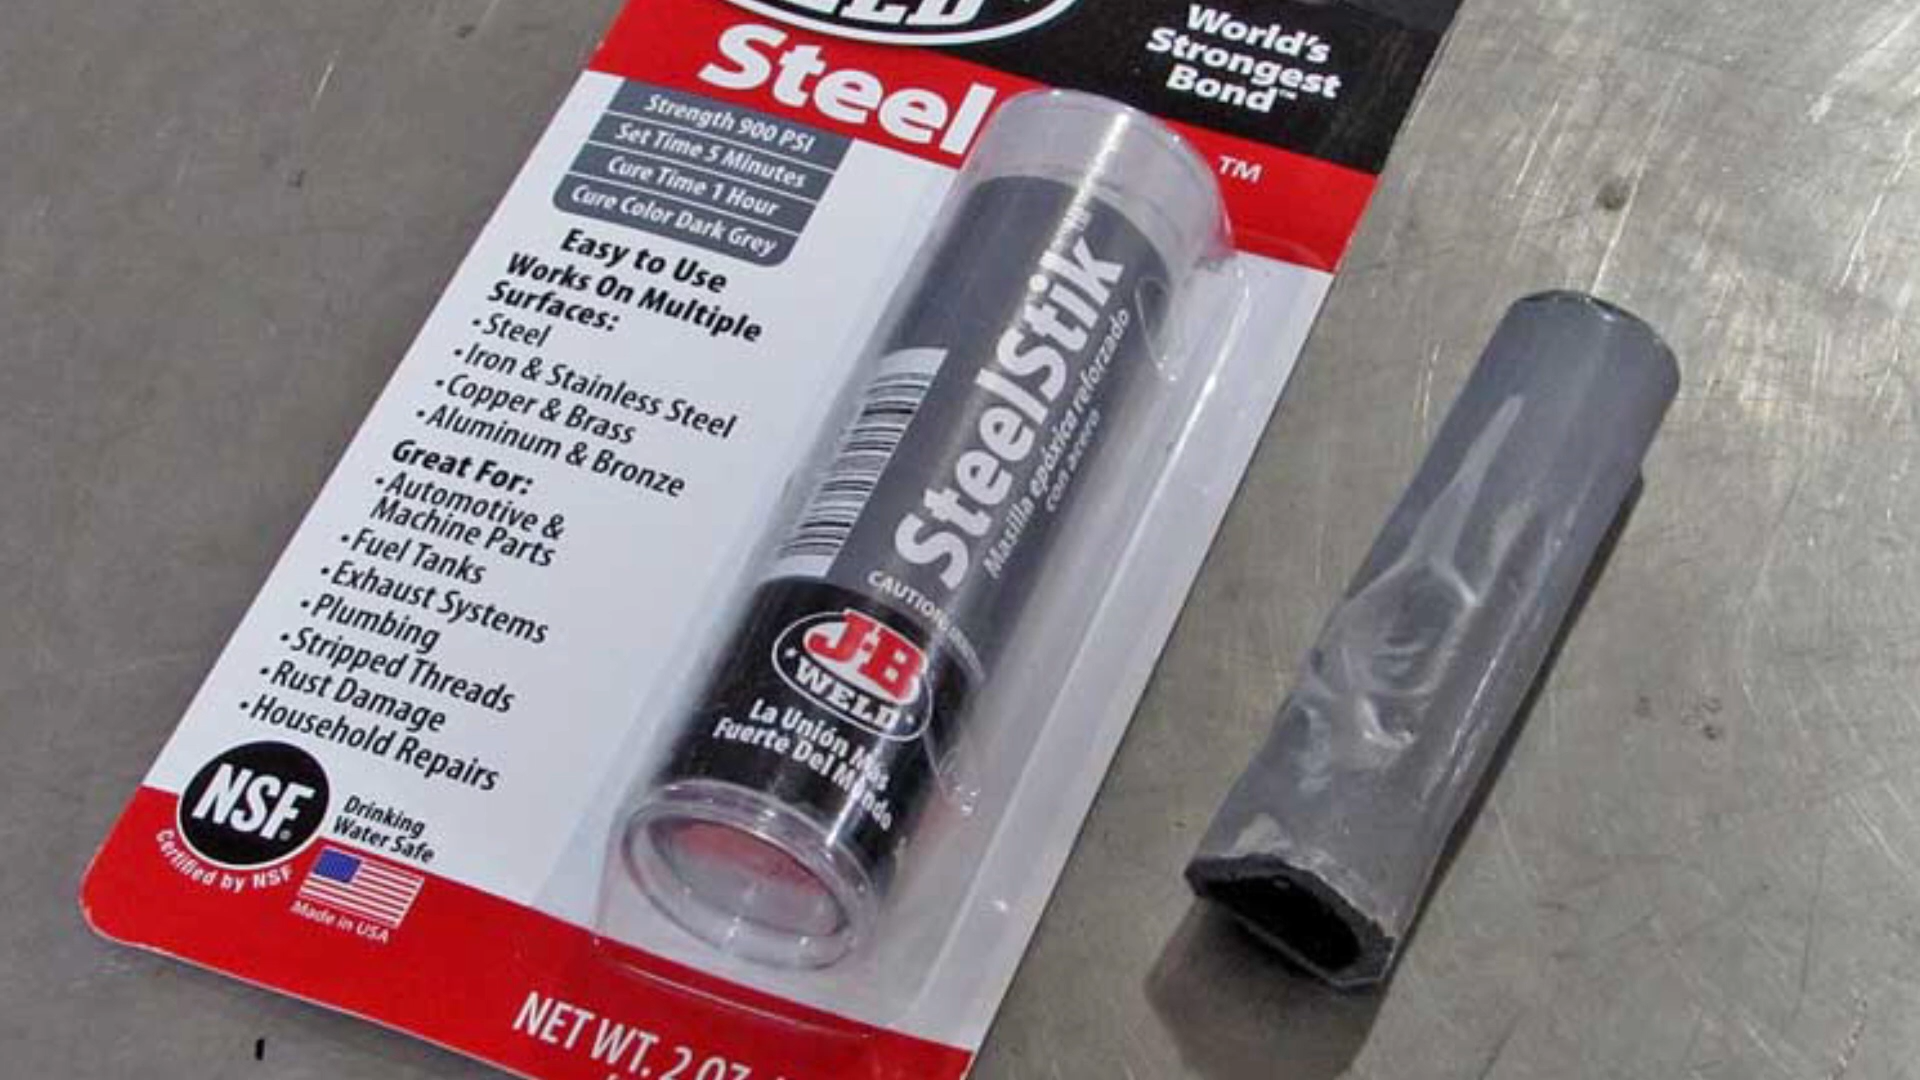 WELD
World's
Strongest
Bond™
Steel
TM
Strength 900 PSI
Set Time 5 Minutes
Cure Time 1 Hour
Cure Color Dark Grey
Easy to Use
Works On Multiple
Surfaces:
• Steel
• Iron & Stainless Steel
• Copper & Brass
• Aluminum & Bronze
Great For:
• Automotive &
Machine Parts
• Fuel Tanks
• Exhaust Systems
• Plumbing
• Stripped Threads
• Rust Damage
• Household Repairs
NSF®
Certified by NSF
Drinking
Water Safe
Made in USA
NET WT. 2 OZ
SteelStik
Masilla epóxica reforzado
con acero
CAUTION:
J-B
WELD
La Unión Más
Fuerte Del Mundo